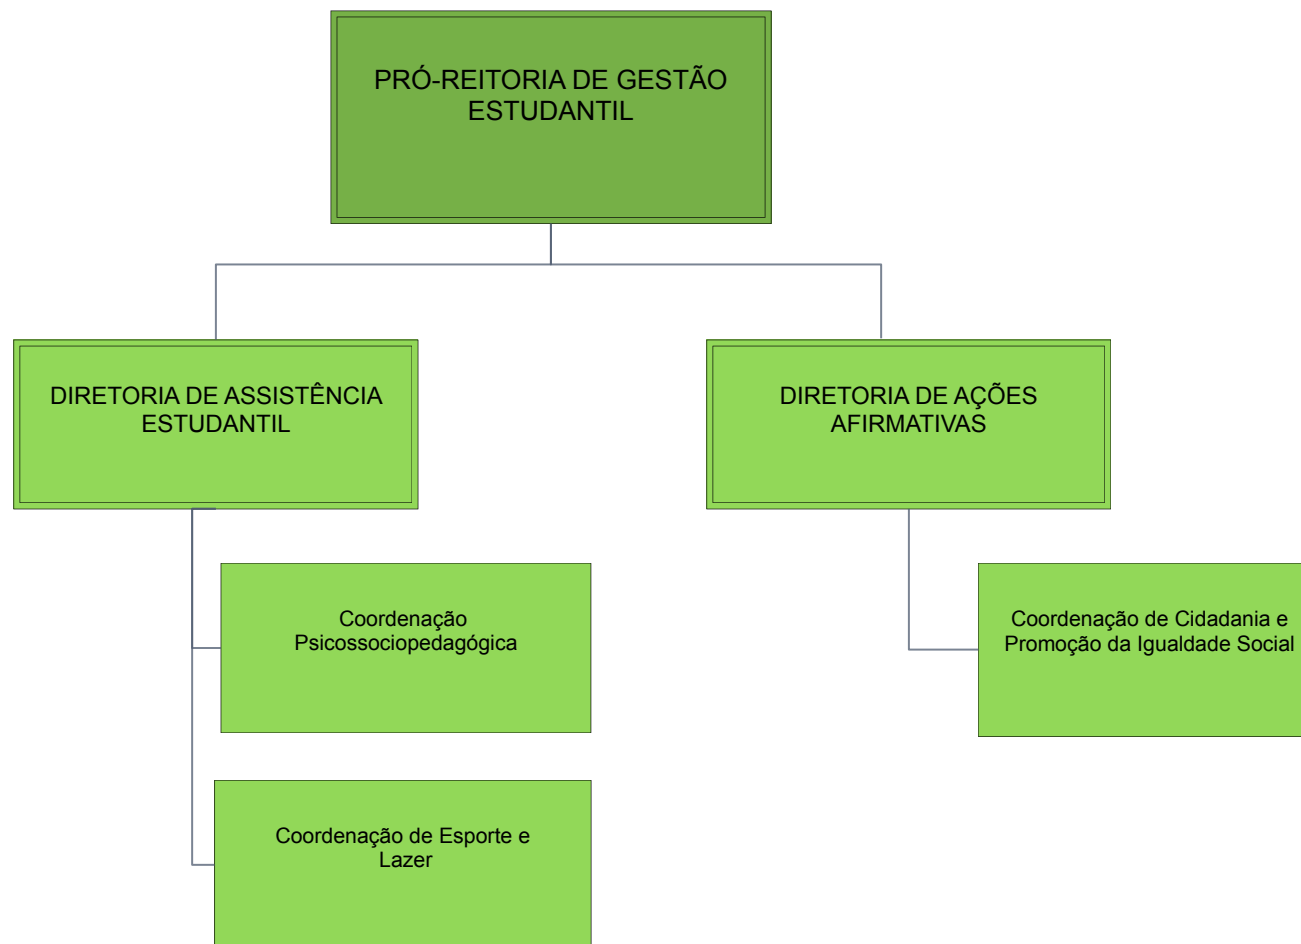 PRÓ-REITORIA DE GESTÃO
ESTUDANTIL
DIRETORIA DE ASSISTÊNCIA
ESTUDANTIL
DIRETORIA DE AÇÕES
AFIRMATIVAS
Coordenação
Psicossociopedagógica
Coordenação de Cidadania e
Promoção da Igualdade Social
Coordenação de Esporte e
Lazer